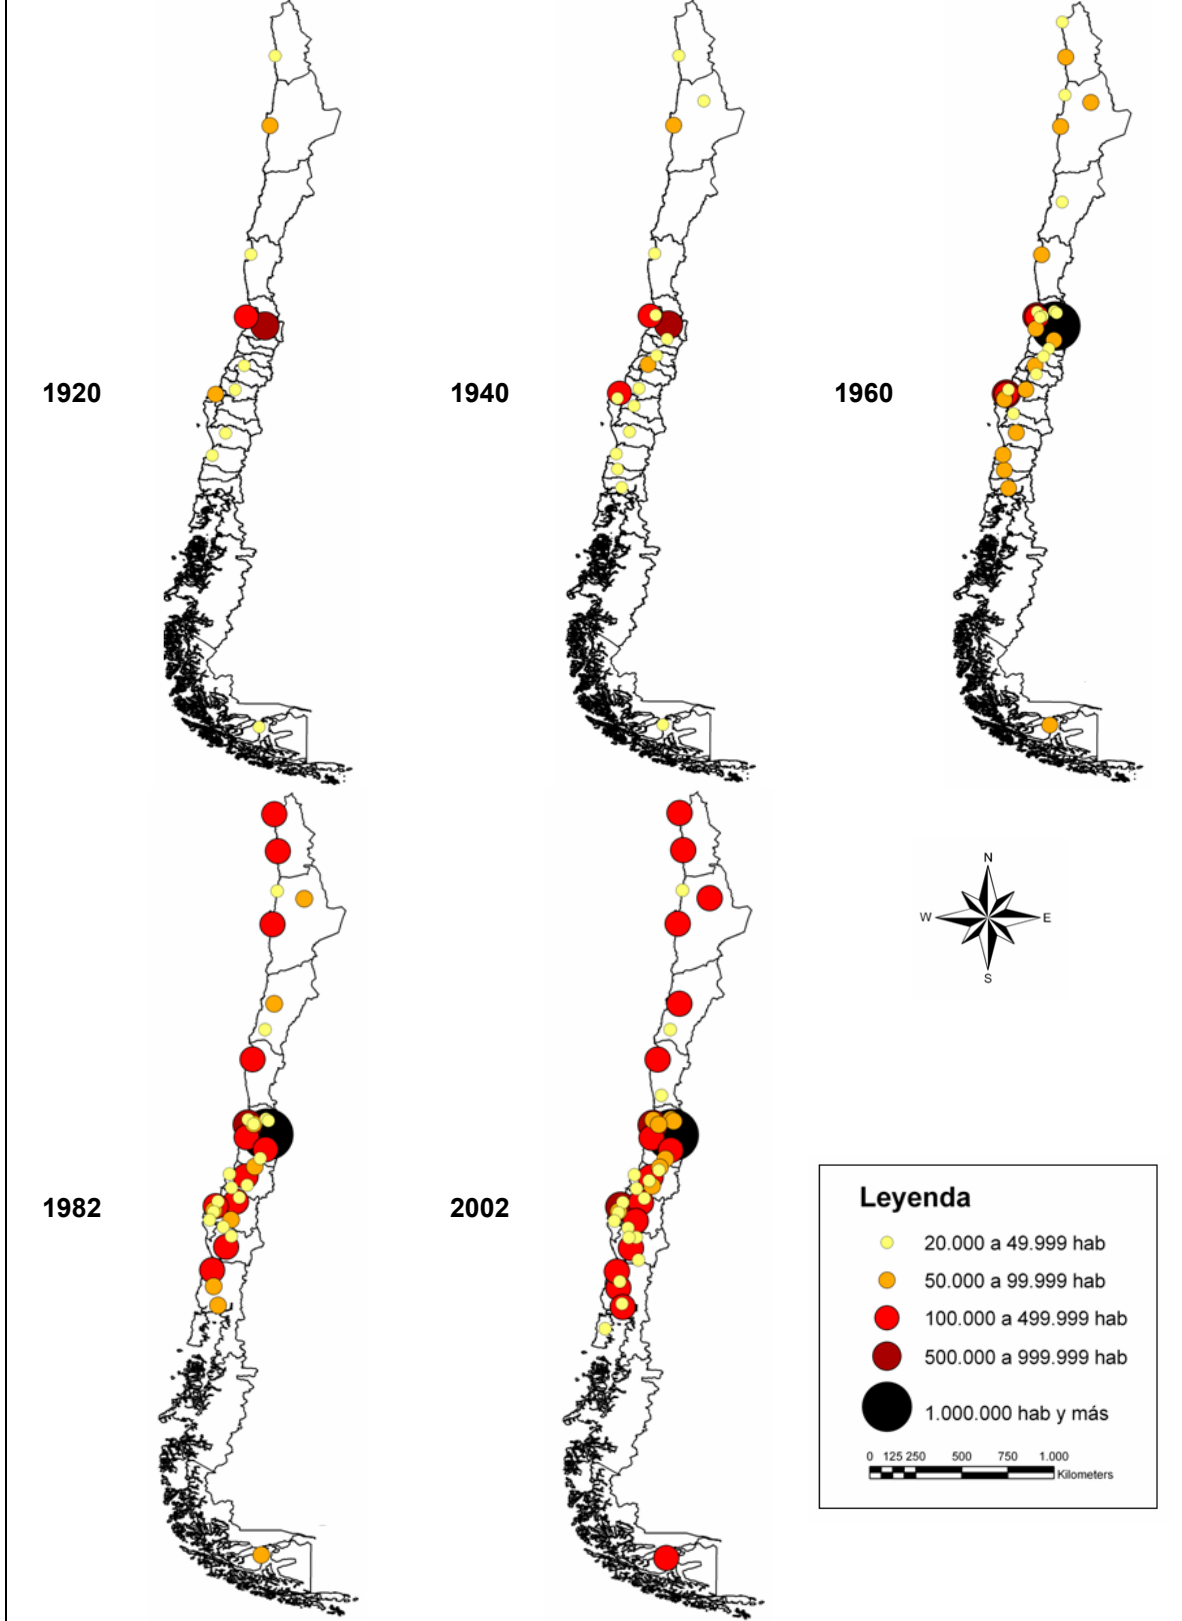 1920
1940
1960
1982
2002
N
W
E
S
Leyenda
20.000 a 49.999 hab
50.000 a 99.999 hab
100.000 a 499.999 hab
500.000 a 999.999 hab
1.000.000 hab y más
0 125 250 500 750 1.000
Kilometers